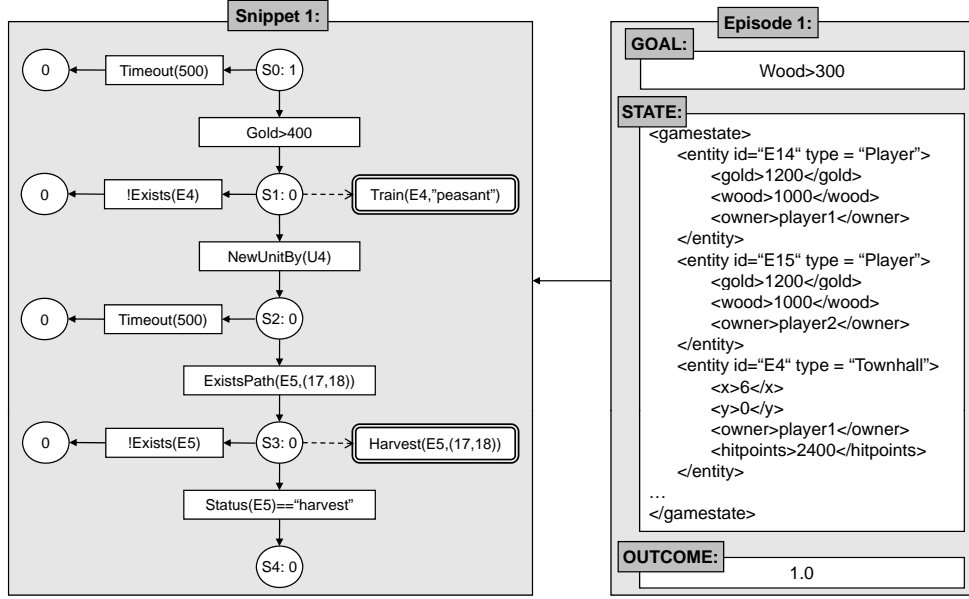 Snippet 1:
0
Timeout(500)
S0: 1
Gold>400
0
!Exists(E4)
S1: 0
Train(E4,”peasant”)
NewUnitBy(U4)
0
Timeout(500)
S2: 0
ExistsPath(E5,(17,18))
0
!Exists(E5)
S3: 0
Harvest(E5,(17,18))
Status(E5)==“harvest”
S4: 0
Episode 1:
GOAL:
Wood>300
STATE:
<gamestate>
<entity id=“E14“ type = “Player”>
<gold>1200</gold>
<wood>1000</wood>
<owner>player1</owner>
</entity>
<entity id=“E15“ type = “Player”>
<gold>1200</gold>
<wood>1000</wood>
<owner>player2</owner>
</entity>
<entity id=“E4“ type = “Townhall”>
<x>6</x>
<y>0</y>
<owner>player1</owner>
<hitpoints>2400</hitpoints>
</entity>
…
</gamestate>
OUTCOME:
1.0